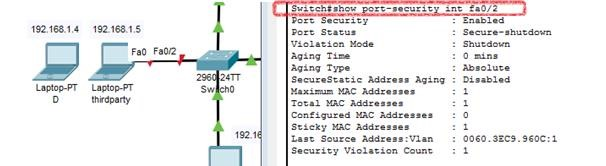 192.168.1.4
192.168.1.5
Fa0
Fa0/2
Laptop-PT
D
Laptop-PT
thirdparty
2960-24TT
Switch0
192.16
Switch#show port-security int fa0/2
Port Security : Enabled
Port Status : Secure-shutdown
Violation Mode : Shutdown
Aging Time : 0 mins
Aging Type : Absolute
SecureStatic Address Aging : Disabled
Maximum MAC Addresses : 1
Total MAC Addresses : 1
Configured MAC Addresses : 0
Sticky MAC Addresses : 1
Last Source Address:Vlan : 0060.3EC9.960C:1
Security Violation Count : 1